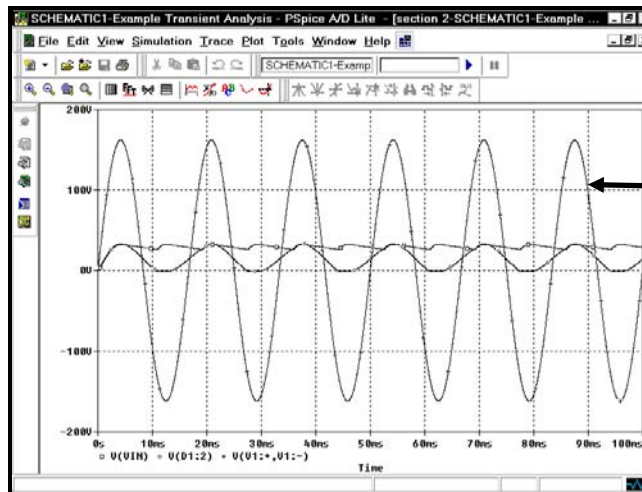 SCHEMATIC1-Example Transient Analysis - PSpice A/D Lite - [section 2-SCHEMATIC1-Example ...
File Edit View Simulation Trace Plot Tools Window Help
SCHEMATIC1-Examp
200V
100V
0V
-100V
-200V
0s 10ms 20ms 30ms 40ms 50ms 60ms 70ms 80ms 90ms 100ms
V(VIN) V(D1:2) V(V1:+,V1:-)
Time